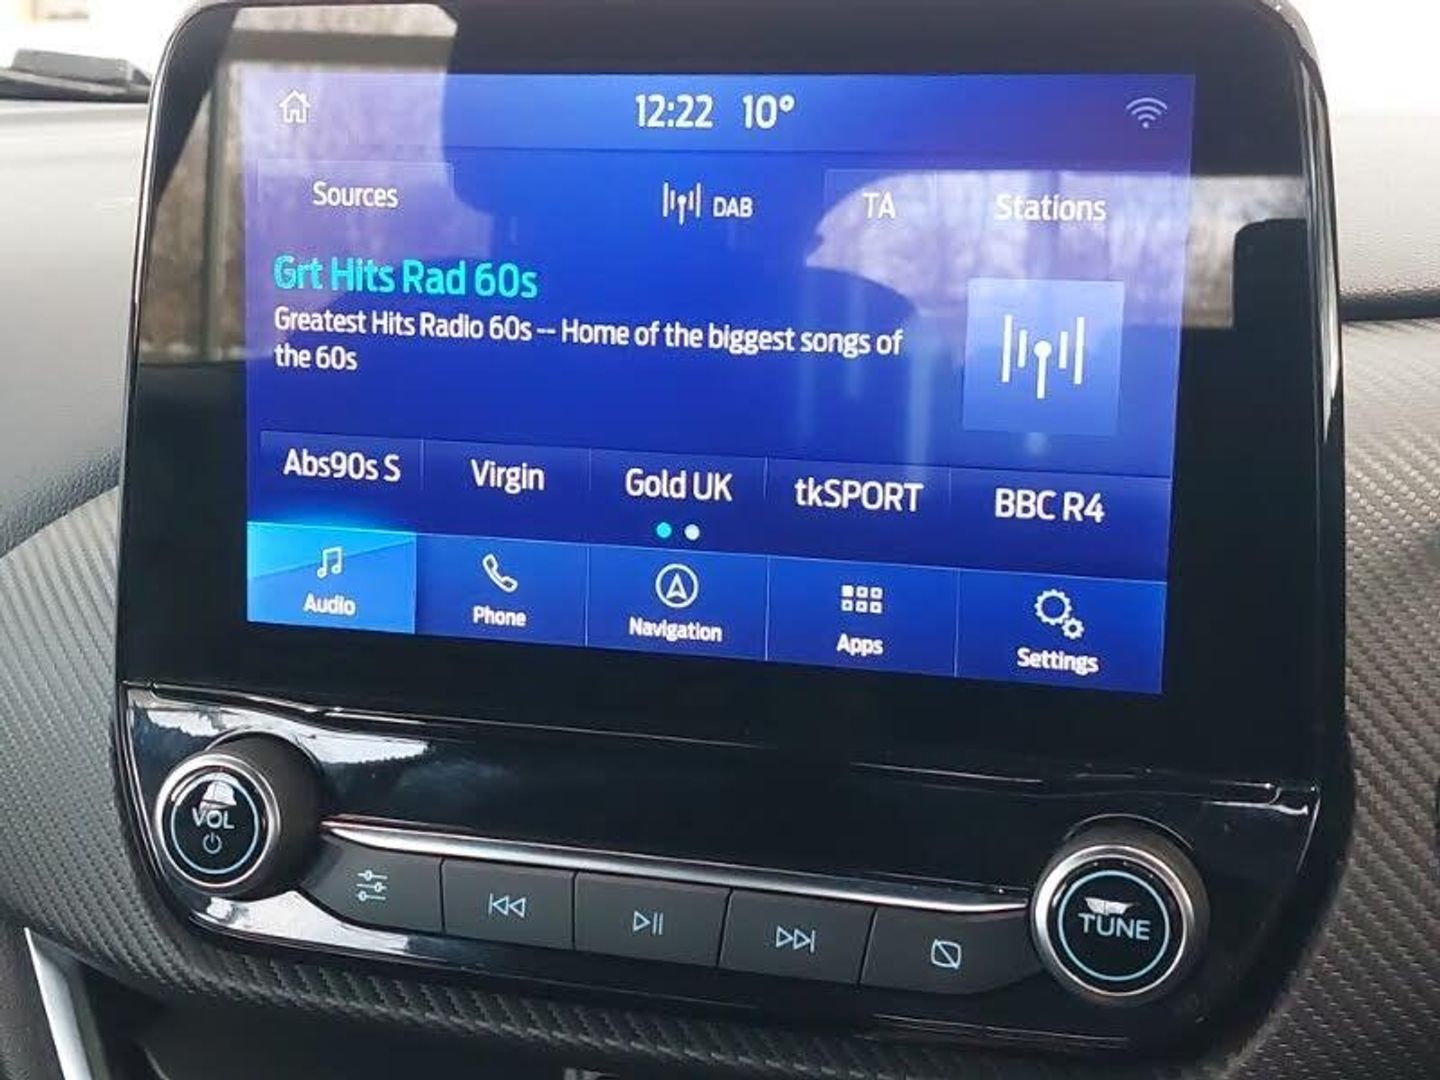 12:22 10°
Sources DAB TA Stations
Grt Hits Rad 60s
Greatest Hits Radio 60s -- Home of the biggest songs of
the 60s
Abs90s S Virgin Gold UK tkSPORT BBC R4
Audio Phone Navigation Apps Settings
VOL
TUNE